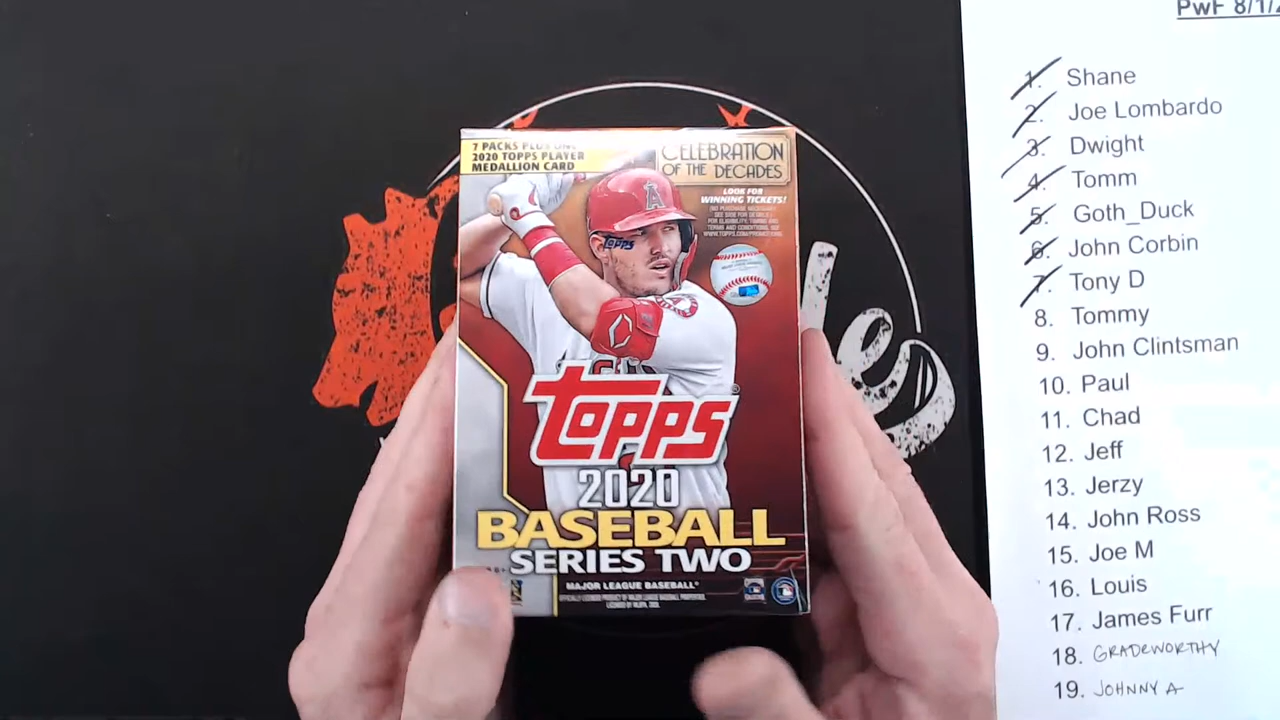 PwF 8/1/2
1. Shane
2. Joe Lombardo
3. Dwight
4. Tomm
5. Goth_Duck
6. John Corbin
7. Tony D
8. Tommy
9. John Clintsman
10. Paul
11. Chad
12. Jeff
13. Jerzy
14. John Ross
15. Joe M
16. Louis
17. James Furr
18. GRADEWORTHY
19. JOHNNY A
7 PACKS PLUS ONE
2020 TOPPS PLAYER
MEDALLION CARD
CELEBRATION
OF THE DECADES
LOOK FOR
WINNING TICKETS!
A
TOPPS
TOPPS
2020
BASEBALL
SERIES TWO
MAJOR LEAGUE BASEBALL